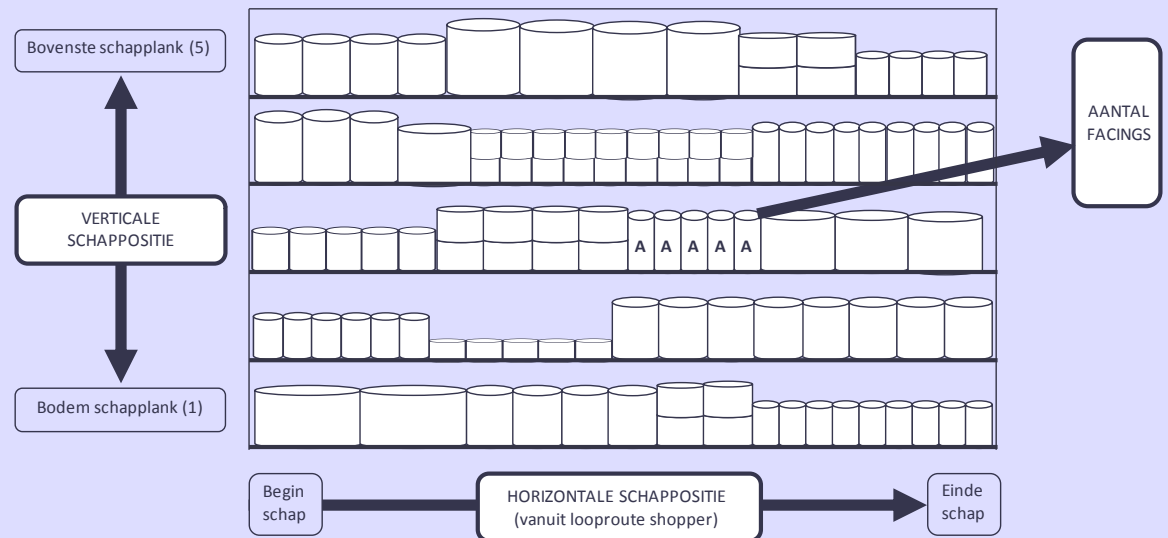 Bovenste schapplank (5)
AANTAL
FACINGS
VERTICALE
SCHAPPOSITIE
A A A A A
Bodem schapplank (1)
Begin
schap
HORIZONTALE SCHAPPOSITIE
(vanuit looproute shopper)
Einde
schap